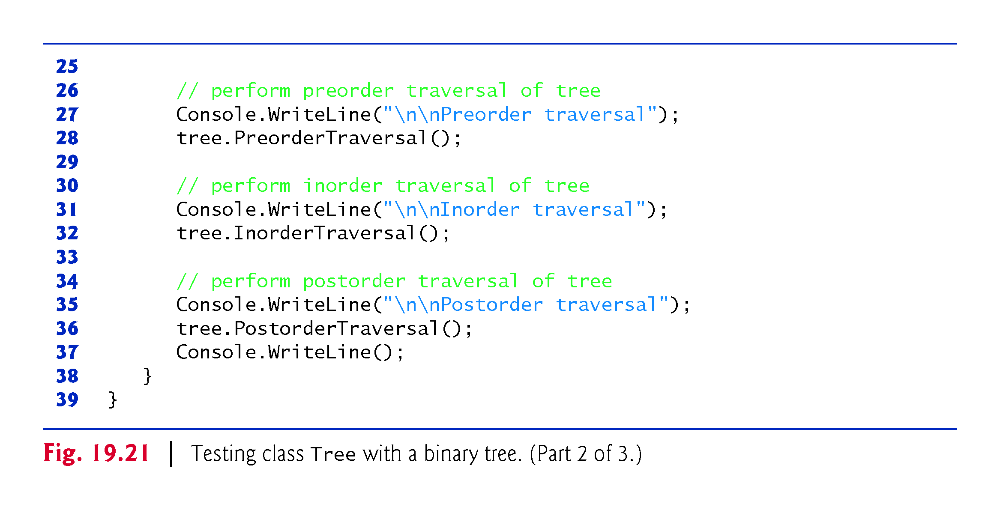 25
26 // perform preorder traversal of tree
27 Console.WriteLine("\n\nPreorder traversal");
28 tree.PreorderTraversal();
29
30 // perform inorder traversal of tree
31 Console.WriteLine("\n\nInorder traversal");
32 tree.InorderTraversal();
33
34 // perform postorder traversal of tree
35 Console.WriteLine("\n\nPostorder traversal");
36 tree.PostorderTraversal();
37 Console.WriteLine();
38 }
39 }
Fig. 19.21 | Testing class Tree with a binary tree. (Part 2 of 3.)